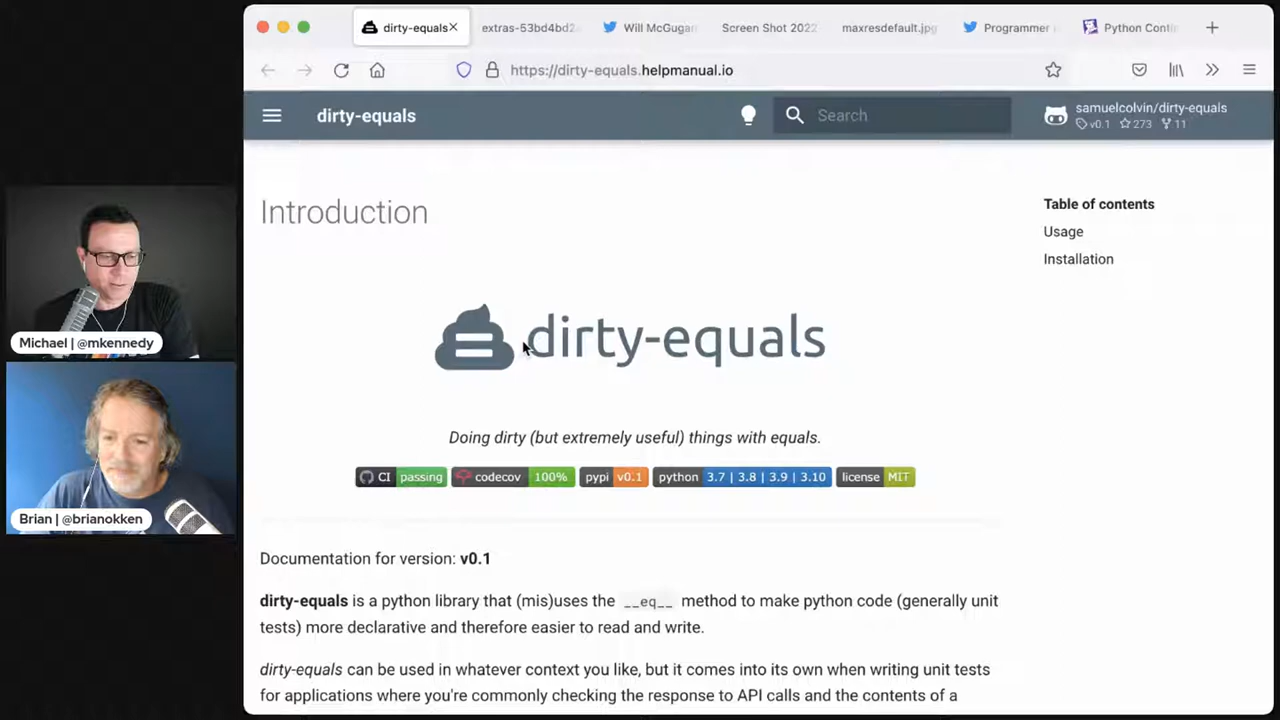 dirty-equals
extras-53bd4bd2
Will McGugan
Screen Shot 2022
maxresdefault.jpg
Programmer
Python Conti
https://dirty-equals.helpmanual.io
dirty-equals
Search
samuelcolvin/dirty-equals
v0.1 273 11
Introduction
Table of contents
Usage
Installation
dirty-equals
Doing dirty (but extremely useful) things with equals.
CI passing codecov 100% pypi v0.1 python 3.7 | 3.8 | 3.9 | 3.10 license MIT
Documentation for version: v0.1
dirty-equals is a python library that (mis)uses the __eq__ method to make python code (generally unit
tests) more declarative and therefore easier to read and write.
dirty-equals can be used in whatever context you like, but it comes into its own when writing unit tests
for applications where you're commonly checking the response to API calls and the contents of a
Michael | @mkennedy
Brian | @brianokken